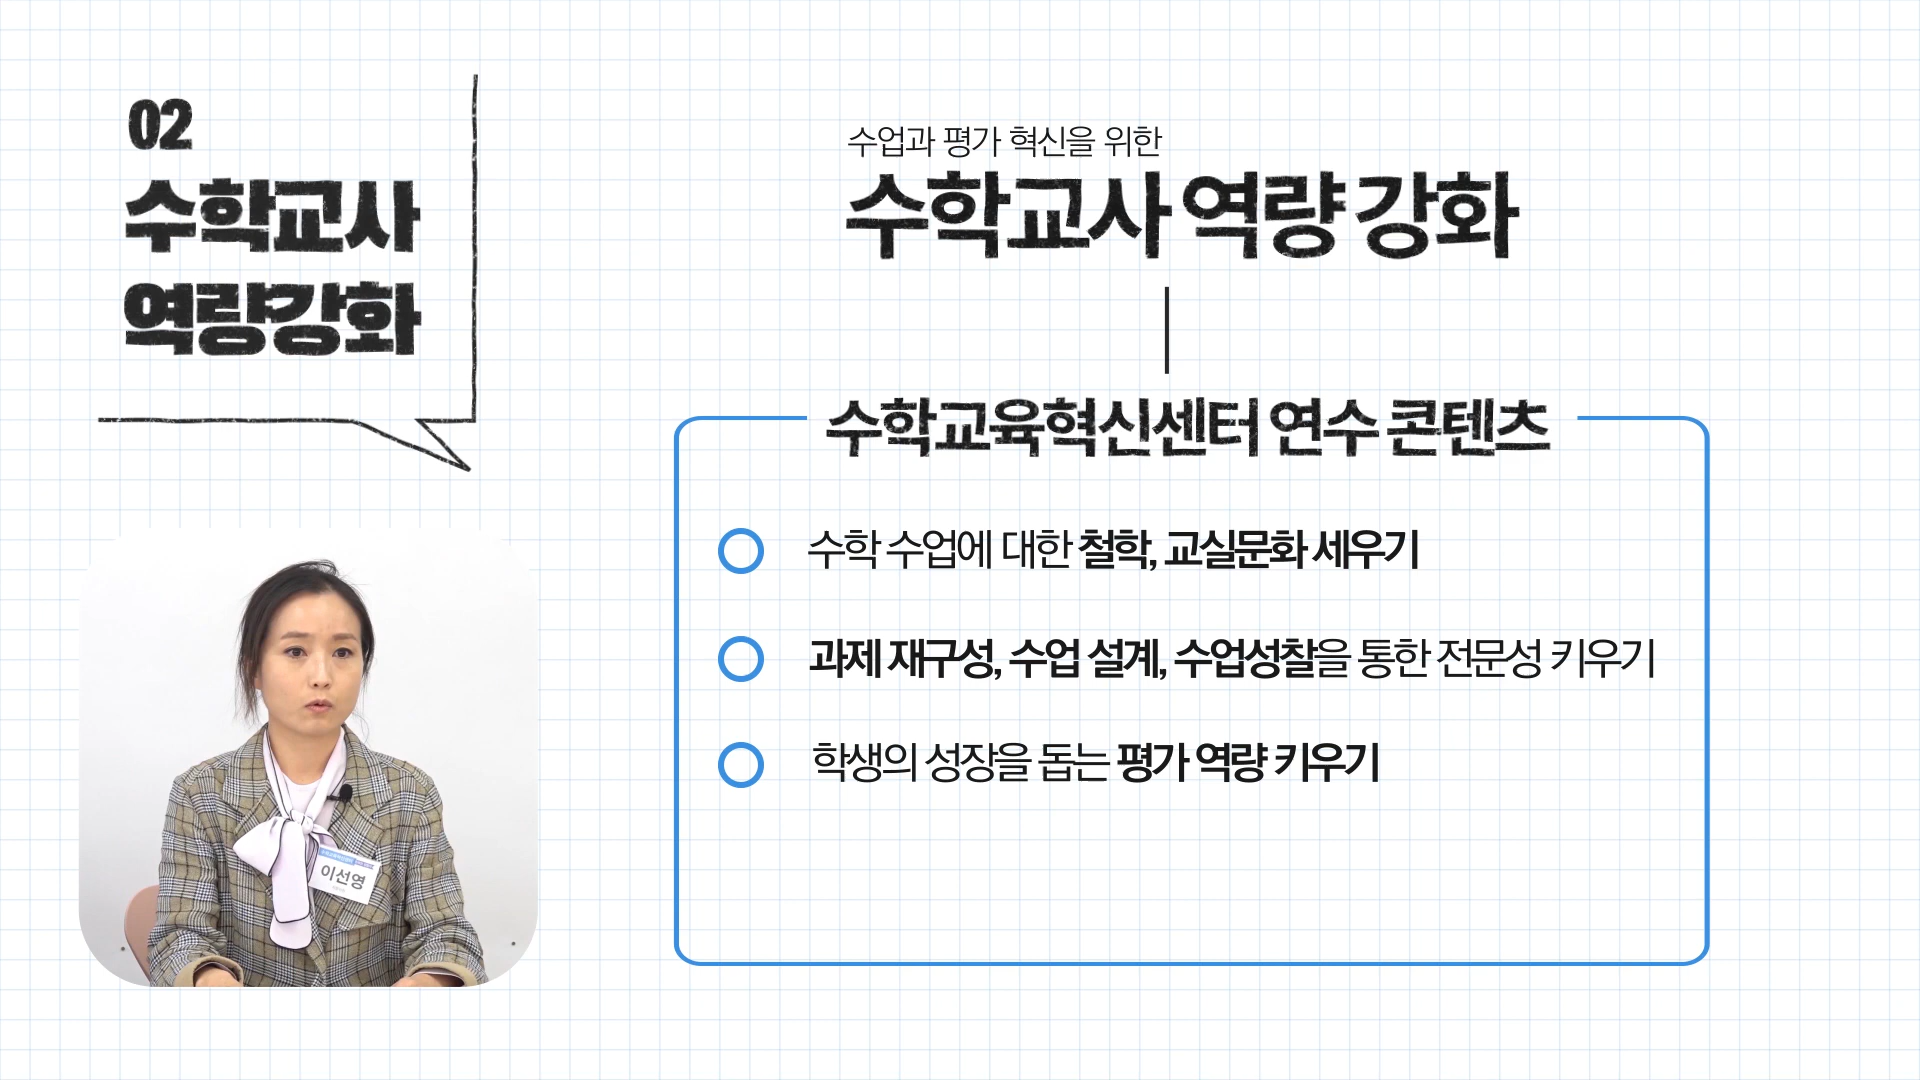 02
수학교사
역량강화
수업과 평가 혁신을 위한
수학교사 역량 강화
수학교육혁신센터 연수 콘텐츠
수학 수업에 대한 철학, 교실문화 세우기
과제 재구성, 수업 설계, 수업성찰을 통한 전문성 키우기
학생의 성장을 돕는 평가 역량 키우기
이선영